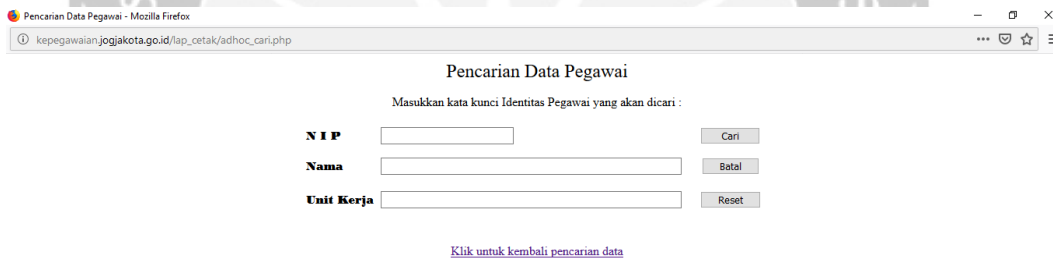 Pencarian Data Pegawai - Mozilla Firefox
kepegawaian.jogjakota.go.id/lap_cetak/adhoc_cari.php
Pencarian Data Pegawai
Masukkan kata kunci Identitas Pegawai yang akan dicari :
N I P Cari
Nama Batal
Unit Kerja Reset
Klik untuk kembali pencarian data